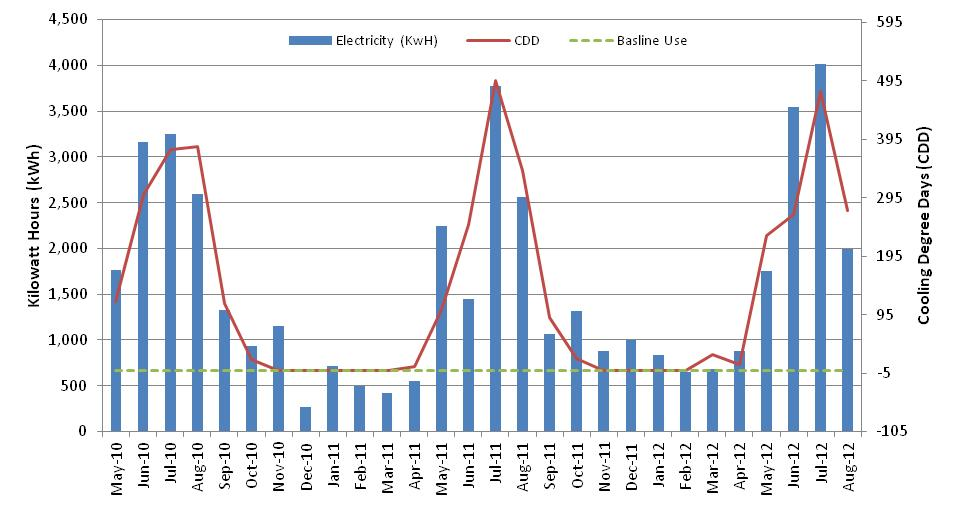 Electricity (KwH) CDD Basline Use
Kilowatt Hours (kWh)
4,500
4,000
3,500
3,000
2,500
2,000
1,500
1,000
500
0
595
495
395
295
195
95
-5
-105
Cooling Degree Days (CDD)
May-10
Jun-10
Jul-10
Aug-10
Sep-10
Oct-10
Nov-10
Dec-10
Jan-11
Feb-11
Mar-11
Apr-11
May-11
Jun-11
Jul-11
Aug-11
Sep-11
Oct-11
Nov-11
Dec-11
Jan-12
Feb-12
Mar-12
Apr-12
May-12
Jun-12
Jul-12
Aug-12